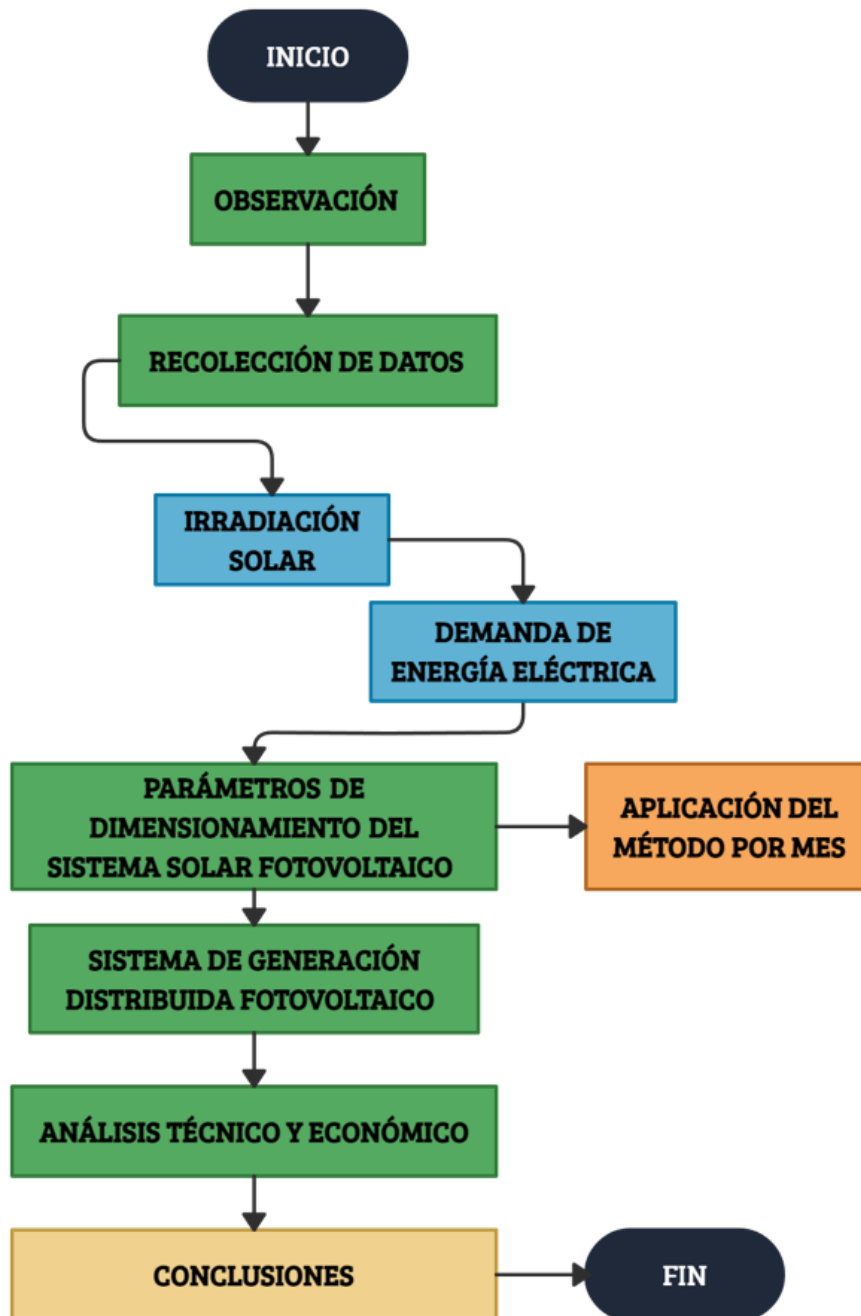 INICIO
OBSERVACIÓN
RECOLECCIÓN DE DATOS
IRRADIACIÓN
SOLAR
DEMANDA DE
ENERGÍA ELÉCTRICA
PARÁMETROS DE
DIMENSIONAMIENTO DEL
SISTEMA SOLAR FOTOVOLTAICO
APLICACIÓN DEL
MÉTODO POR MES
SISTEMA DE GENERACIÓN
DISTRIBUIDA FOTOVOLTAICO
ANÁLISIS TÉCNICO Y ECONÓMICO
CONCLUSIONES
FIN